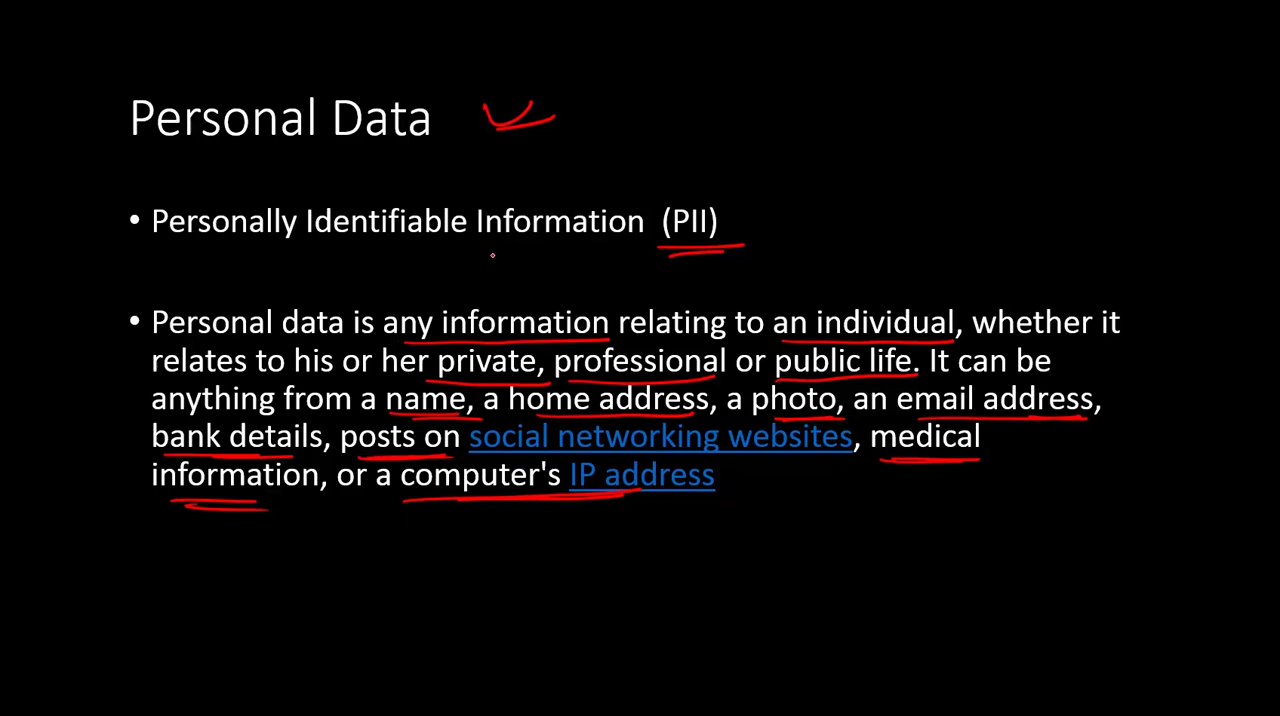 Personal Data
• Personally Identifiable Information (PII)
• Personal data is any information relating to an individual, whether it
relates to his or her private, professional or public life. It can be
anything from a name, a home address, a photo, an email address,
bank details, posts on social networking websites, medical
information, or a computer's IP address